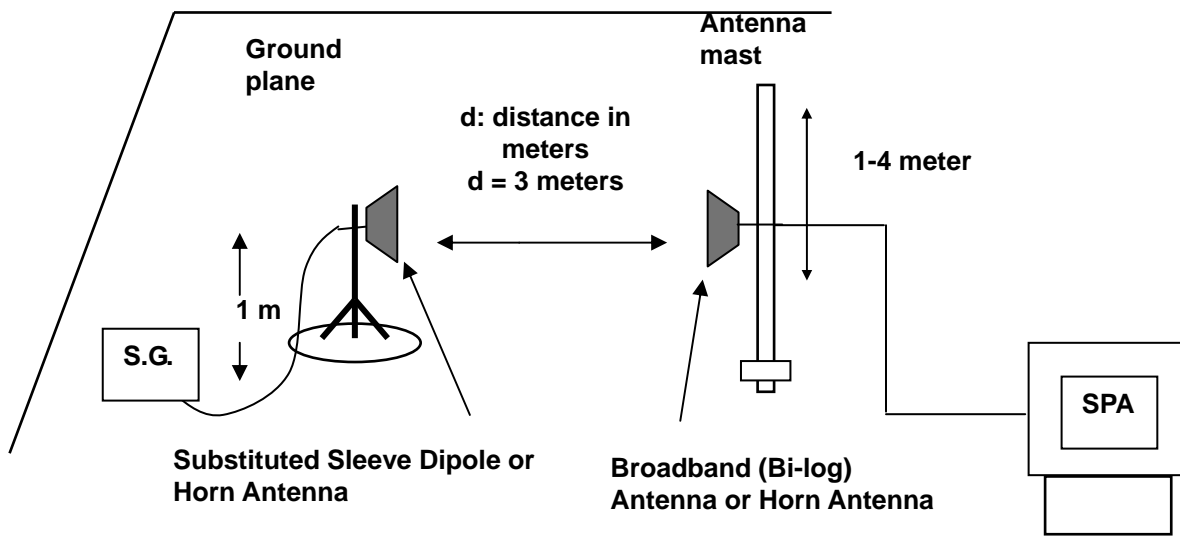 Ground
plane
Antenna
mast
d: distance in
meters
d = 3 meters
1-4 meter
1 m
S.G.
SPA
Substituted Sleeve Dipole or
Horn Antenna
Broadband (Bi-log)
Antenna or Horn Antenna